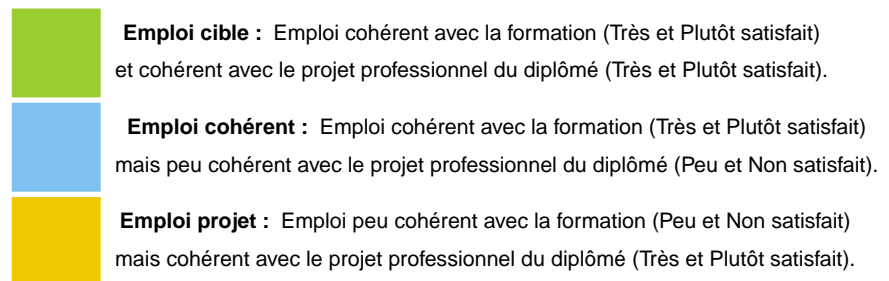 Emploi cible : Emploi cohérent avec la formation (Très et Plutôt satisfait)
et cohérent avec le projet professionnel du diplômé (Très et Plutôt satisfait).
Emploi cohérent : Emploi cohérent avec la formation (Très et Plutôt satisfait)
mais peu cohérent avec le projet professionnel du diplômé (Peu et Non satisfait).
Emploi projet : Emploi peu cohérent avec la formation (Peu et Non satisfait)
mais cohérent avec le projet professionnel du diplômé (Très et Plutôt satisfait).